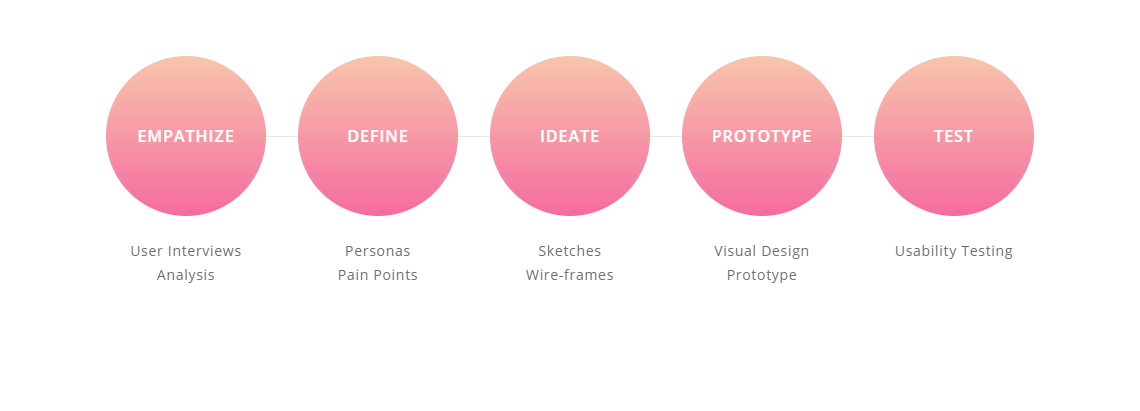 EMPATHIZE
DEFINE
IDEATE
PROTOTYPE
TEST
User Interviews
Analysis
Personas
Pain Points
Sketches
Wire-frames
Visual Design
Prototype
Usability Testing